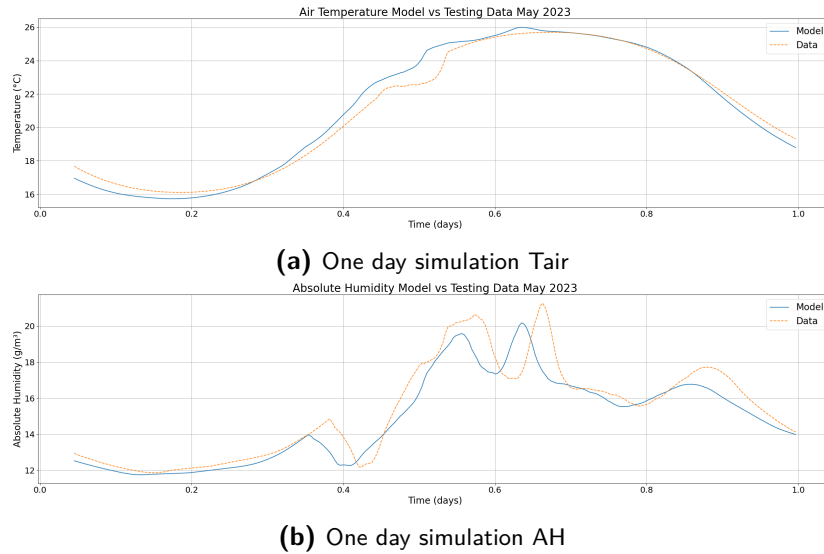 Air Temperature Model vs Testing Data May 2023
Model
Data
Temperature (°C)
26
24
22
20
18
16
0.0 0.2 0.4 0.6 0.8 1.0
Time (days)
(a) One day simulation Tair
Absolute Humidity Model vs Testing Data May 2023
Model
Data
Absolute Humidity (g/m³)
20
18
16
14
12
0.0 0.2 0.4 0.6 0.8 1.0
Time (days)
(b) One day simulation AH